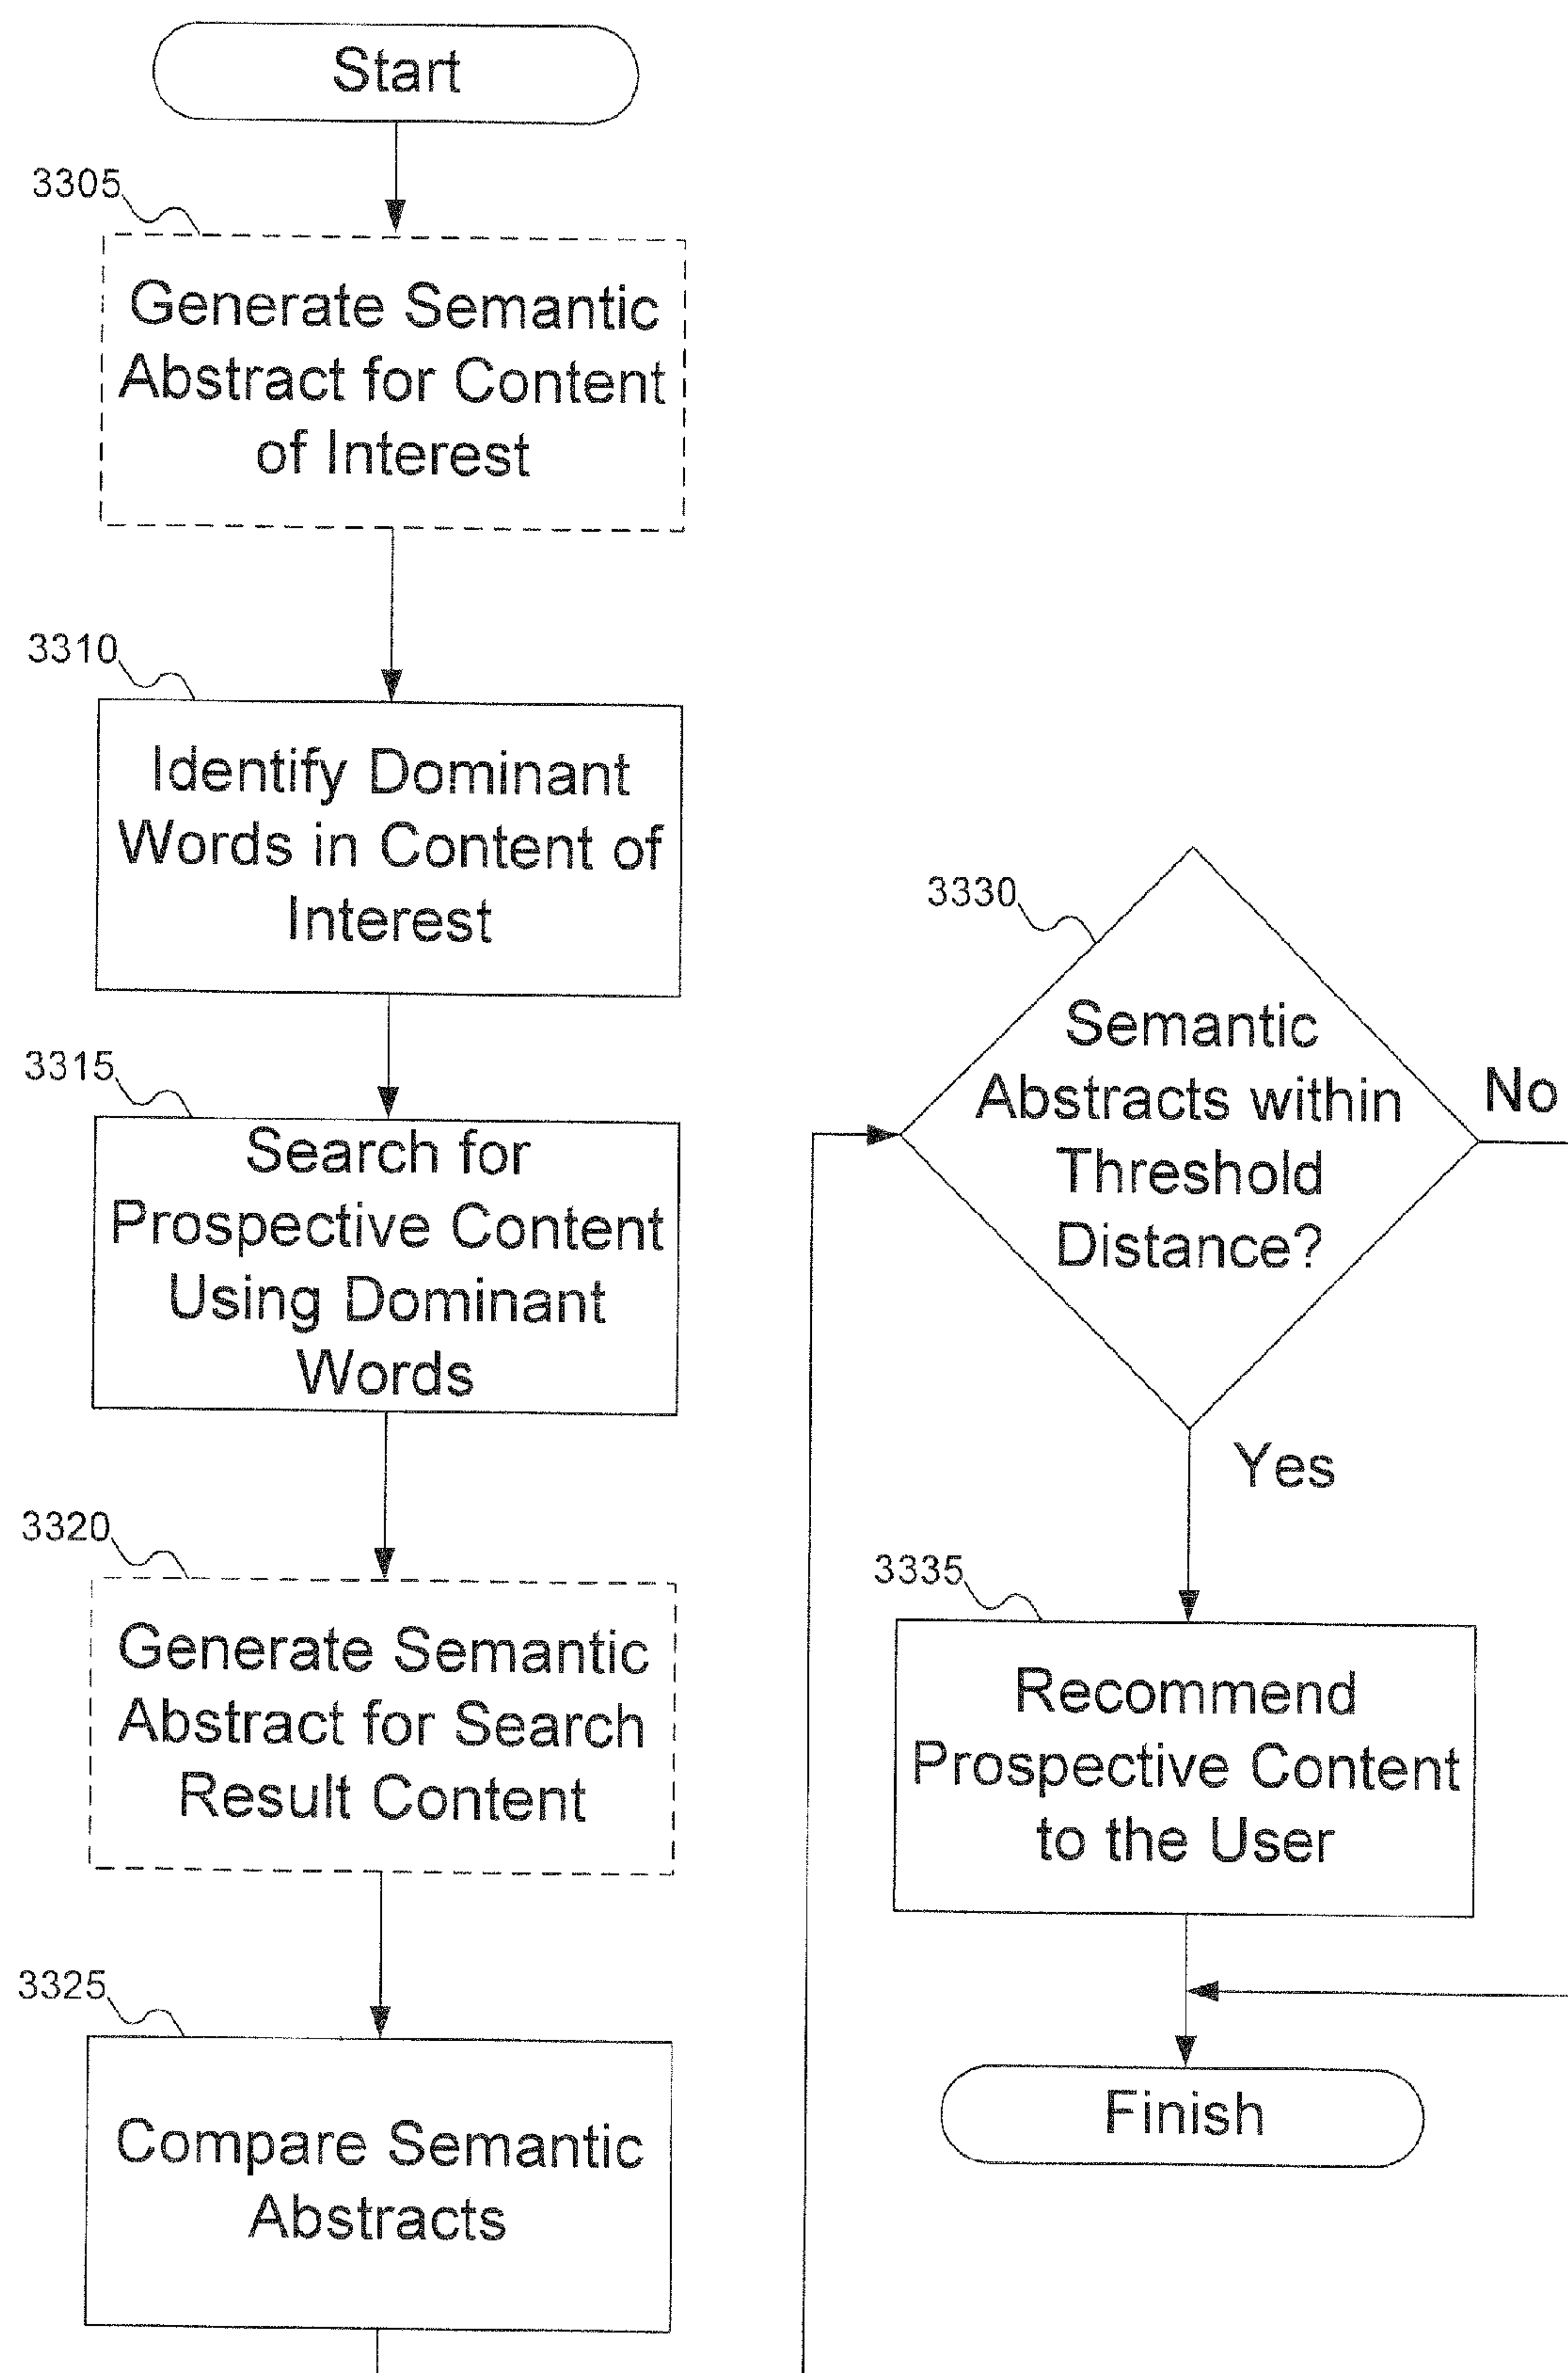 Start
3305
Generate Semantic
Abstract for Content
of Interest
3310
Identify Dominant
Words in Content of
Interest
3315
Search for
Prospective Content
Using Dominant
Words
3320
Generate Semantic
Abstract for Search
Result Content
3325
Compare Semantic
Abstracts
3330
Semantic
Abstracts within
Threshold
Distance?
No
Yes
3335
Recommend
Prospective Content
to the User
Finish